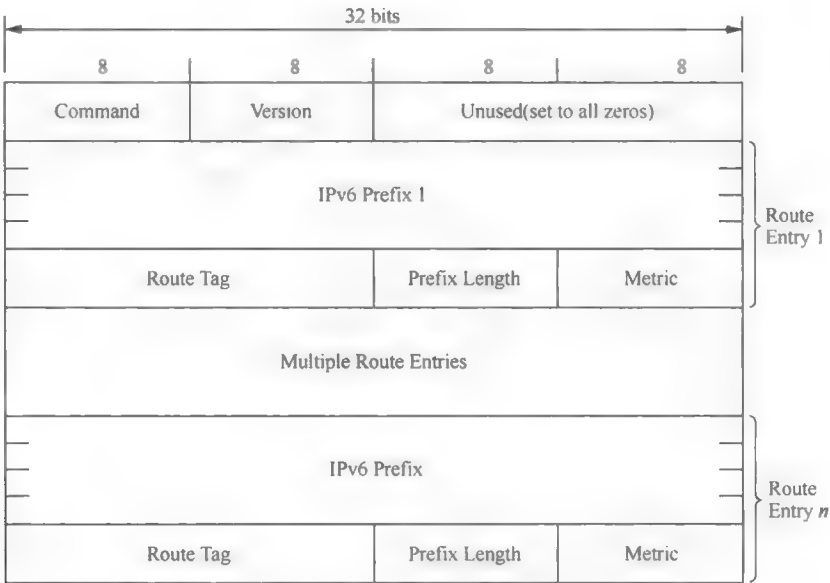 32 bits
8 8 8 8
Command Version Unused(set to all zeros)
IPv6 Prefix 1
Route
Entry 1
Route Tag Prefix Length Metric
Multiple Route Entries
IPv6 Prefix
Route
Entry n
Route Tag Prefix Length Metric